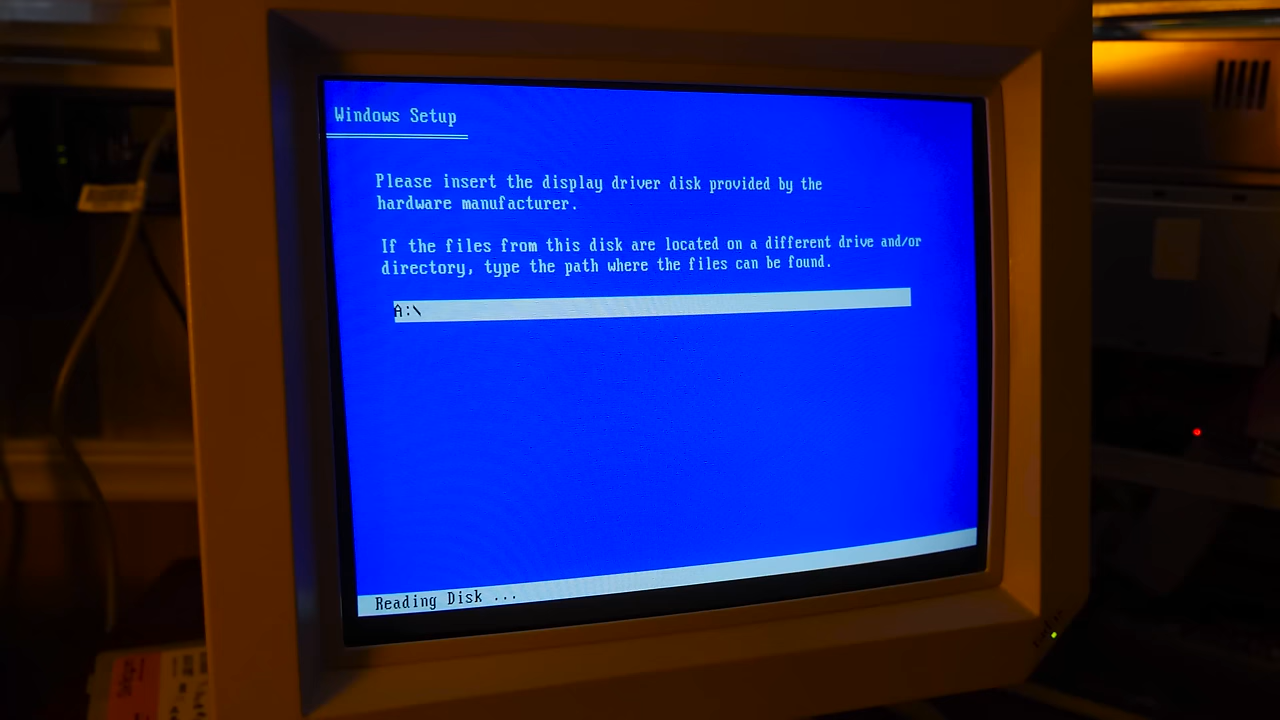 Windows Setup
Please insert the display driver disk provided by the
hardware manufacturer.
If the files from this disk are located on a different drive and/or
directory, type the path where the files can be found.
A:\
Reading Disk ...